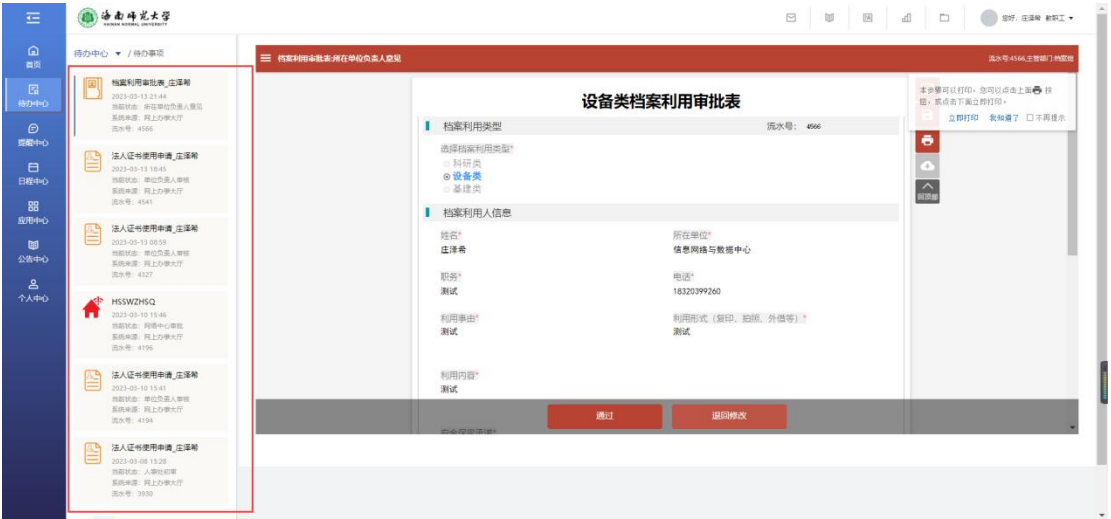 海南师范大学
HAINAN NORMAL UNIVERSITY
您好, 庄泽希 教职工
首页
待办中心
提醒中心
日程中心
应用中心
公告中心
个人中心
待办中心 / 待办事项
档案利用审批表_庄泽希
2023-03-13 21:44
当前状态: 所在单位负责人意见
系统来源: 网上办事大厅
流水号: 4566
法人证书使用申请_庄泽希
2023-03-13 18:45
当前状态: 单位负责人审核
系统来源: 网上办事大厅
流水号: 4541
法人证书使用申请_庄泽希
2023-03-13 08:59
当前状态: 单位负责人审核
系统来源: 网上办事大厅
流水号: 4327
HSSWZHSQ
2023-03-10 15:46
当前状态: 网络中心审批
系统来源: 网上办事大厅
流水号: 4196
法人证书使用申请_庄泽希
2023-03-10 15:41
当前状态: 单位负责人审核
系统来源: 网上办事大厅
流水号: 4194
法人证书使用申请_庄泽希
2023-03-08 15:28
当前状态: 人事处初审
系统来源: 网上办事大厅
流水号: 3930
档案利用审批表:所在单位负责人意见
流水号:4566,主管部门:档案馆
设备类档案利用审批表
档案利用类型
流水号: 4566
选择档案利用类型*
科研类
设备类
基建类
档案利用人信息
姓名*
所在单位*
庄泽希
信息网络与数据中心
职务*
电话*
测试
18320399260
利用事由*
利用形式（复印、拍照、外借等）*
测试
测试
利用内容*
测试
通过
退回修改
安全保密承诺*
本步骤可以打印, 您可以点击上面 按
钮, 或点击下面立即打印。
立即打印 我知道了 不再提示
回顶部